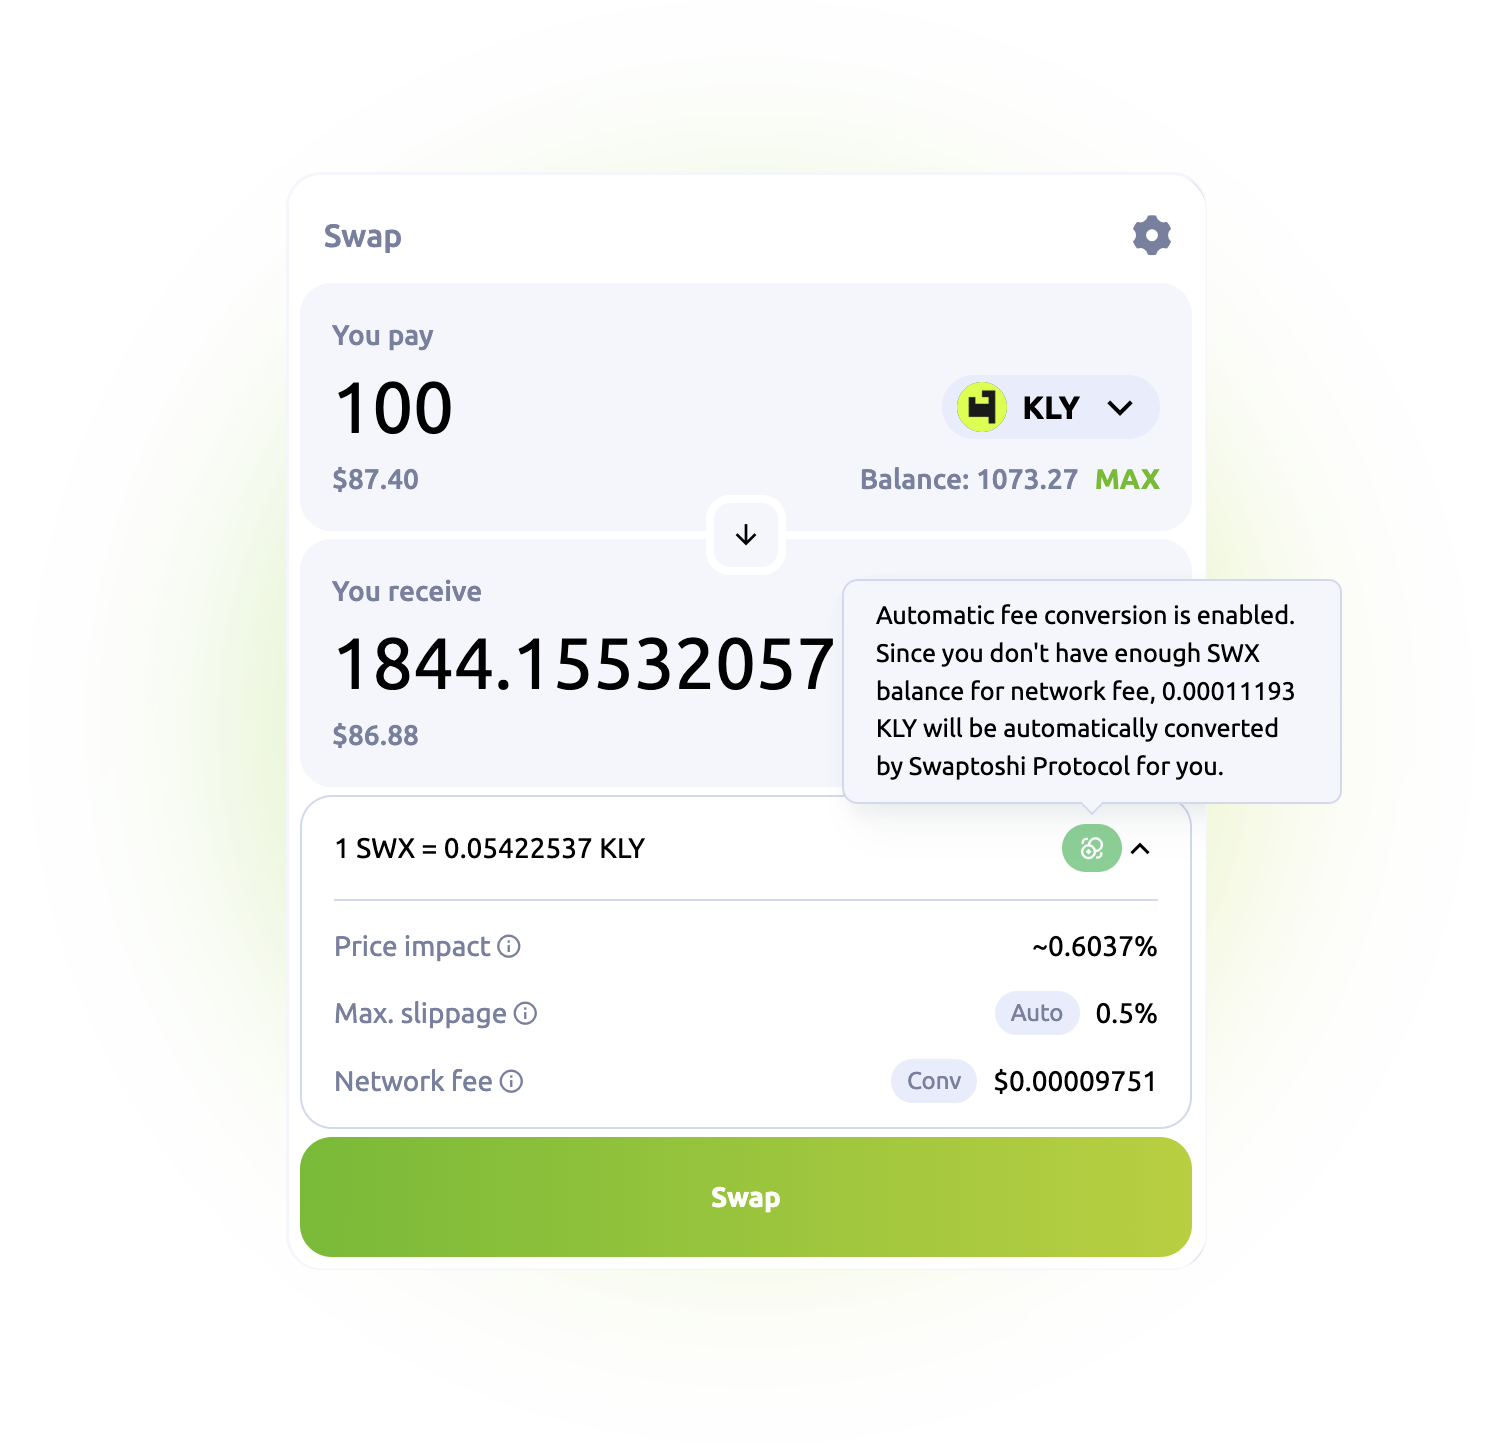 Swap
You pay
100
KLY
$87.40
Balance: 1073.27 MAX
You receive
1844.15532057
$86.88
Automatic fee conversion is enabled.
Since you don't have enough SWX
balance for network fee, 0.00011193
KLY will be automatically converted
by Swaptoshi Protocol for you.
1 SWX = 0.05422537 KLY
Price impact
~0.6037%
Max. slippage
Auto 0.5%
Network fee
Conv $0.00009751
Swap